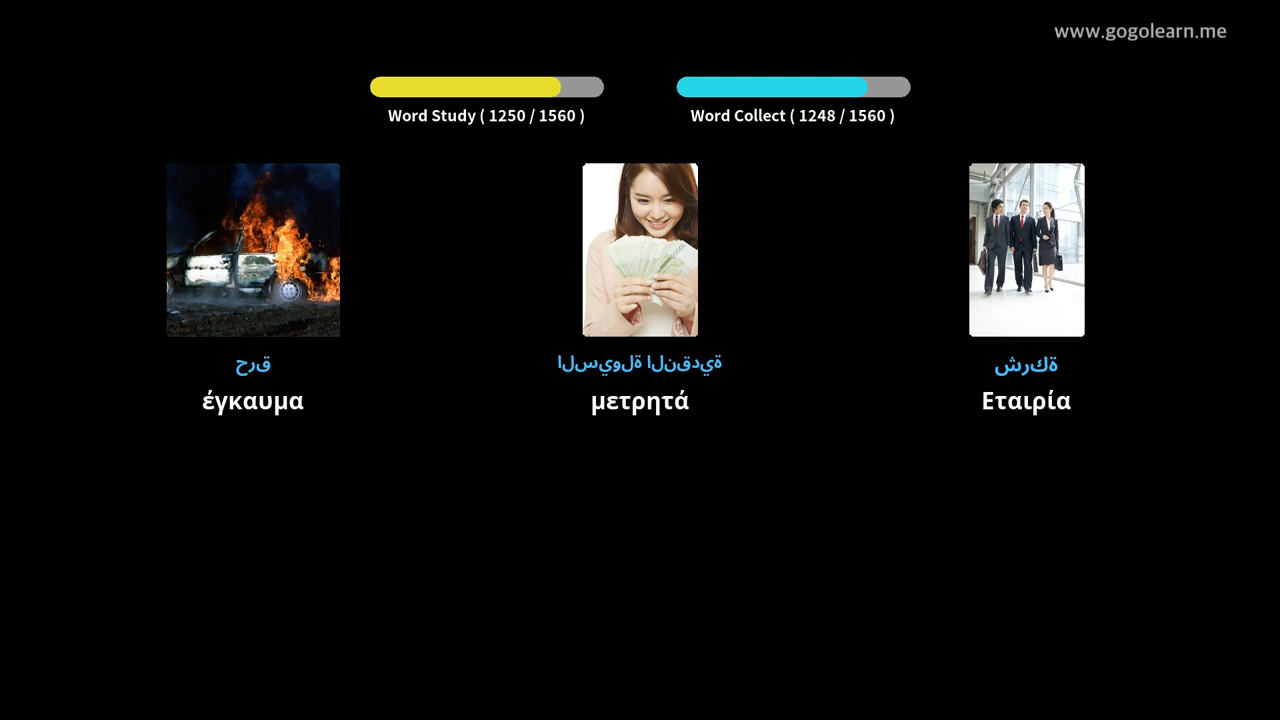 www.gogolearn.me
Word Study ( 1250 / 1560 )
Word Collect ( 1248 / 1560 )
حرق
السيولة النقدية
شركة
έγκαυμα
μετρητά
Εταιρία